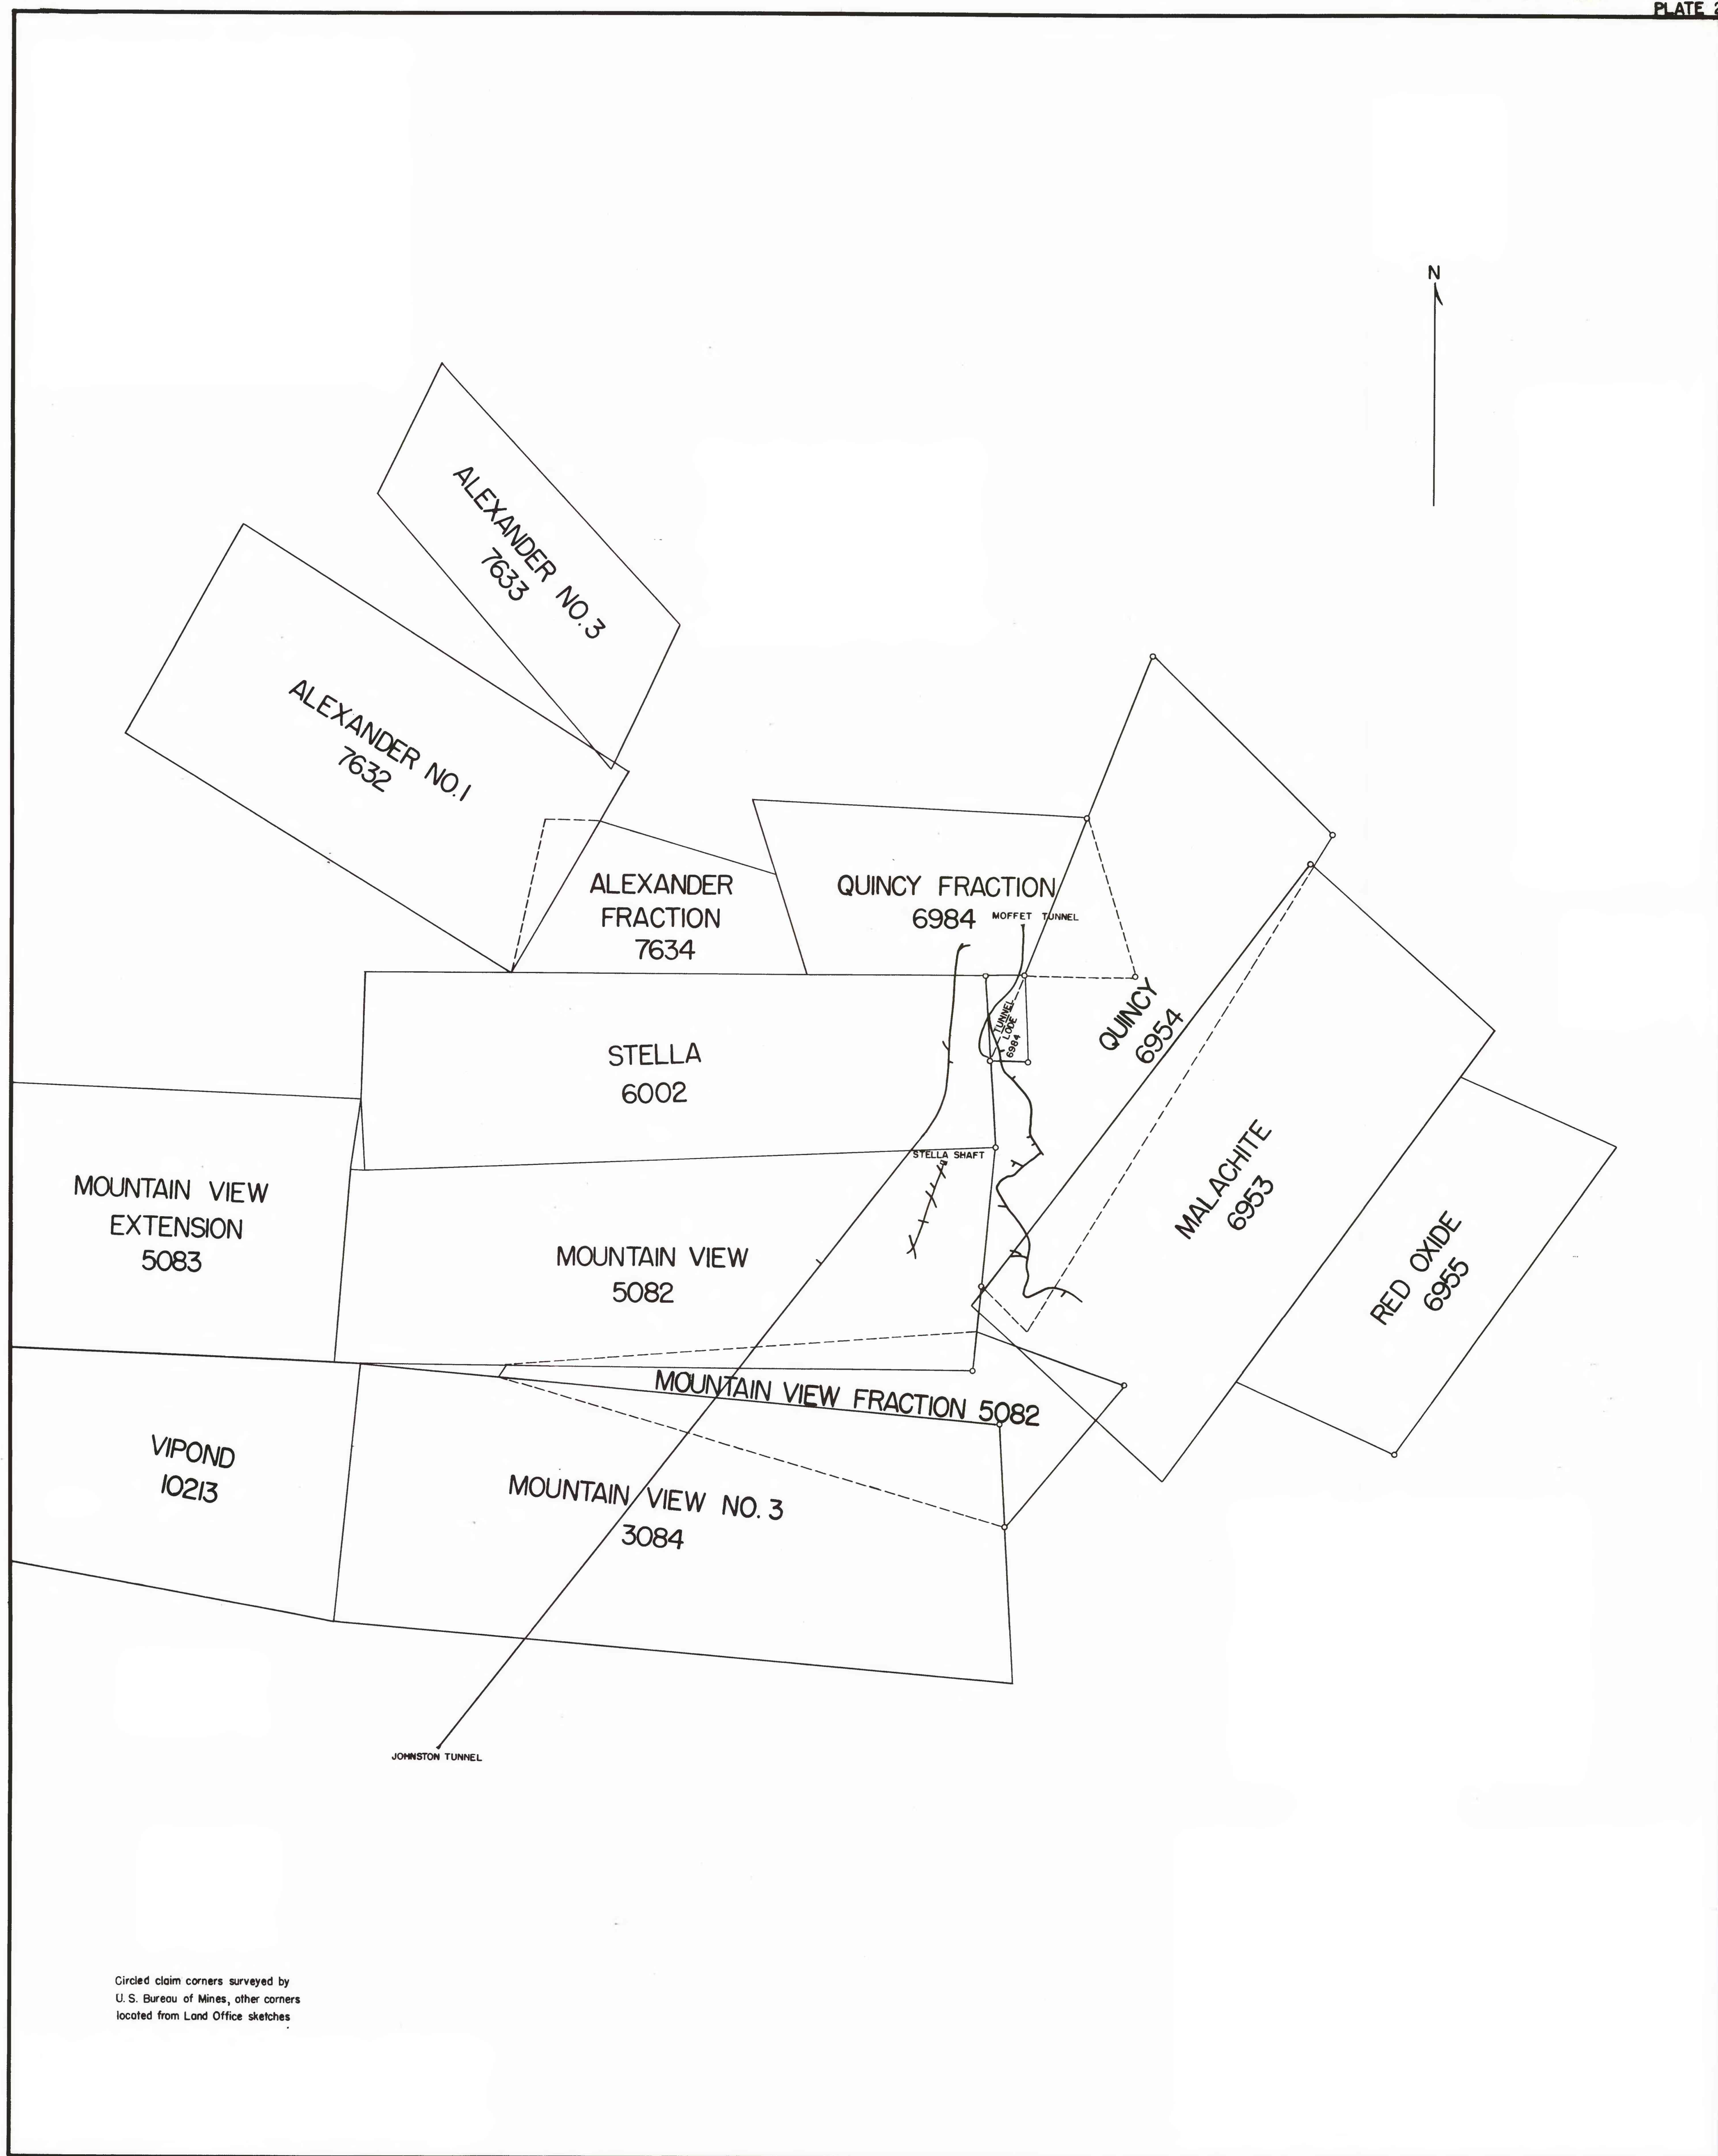 PLATE 2
N
ALEXANDER NO.3
7633
ALEXANDER NO.1
7632
ALEXANDER
FRACTION
7634
QUINCY FRACTION
6984
MOFFET TUNNEL
TUNNEL
LODE
6984
QUINCY
6954
STELLA
6002
STELLA SHAFT
MALACHITE
6953
RED OXIDE
6955
MOUNTAIN VIEW
EXTENSION
5083
MOUNTAIN VIEW
5082
MOUNTAIN VIEW FRACTION 5082
VIPOND
10213
MOUNTAIN VIEW NO. 3
3084
JOHNSTON TUNNEL
Circled claim corners surveyed by
U. S. Bureau of Mines, other corners
located from Land Office sketches